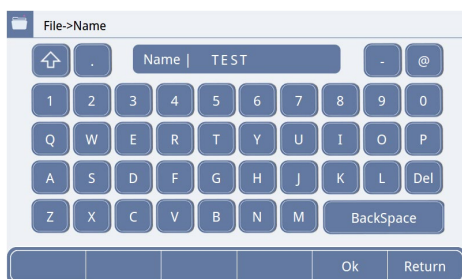 File->Name
. Name | TEST - @
1 2 3 4 5 6 7 8 9 0
Q W E R T Y U I O P
A S D F G H J K L Del
Z X C V B N M BackSpace
Ok Return